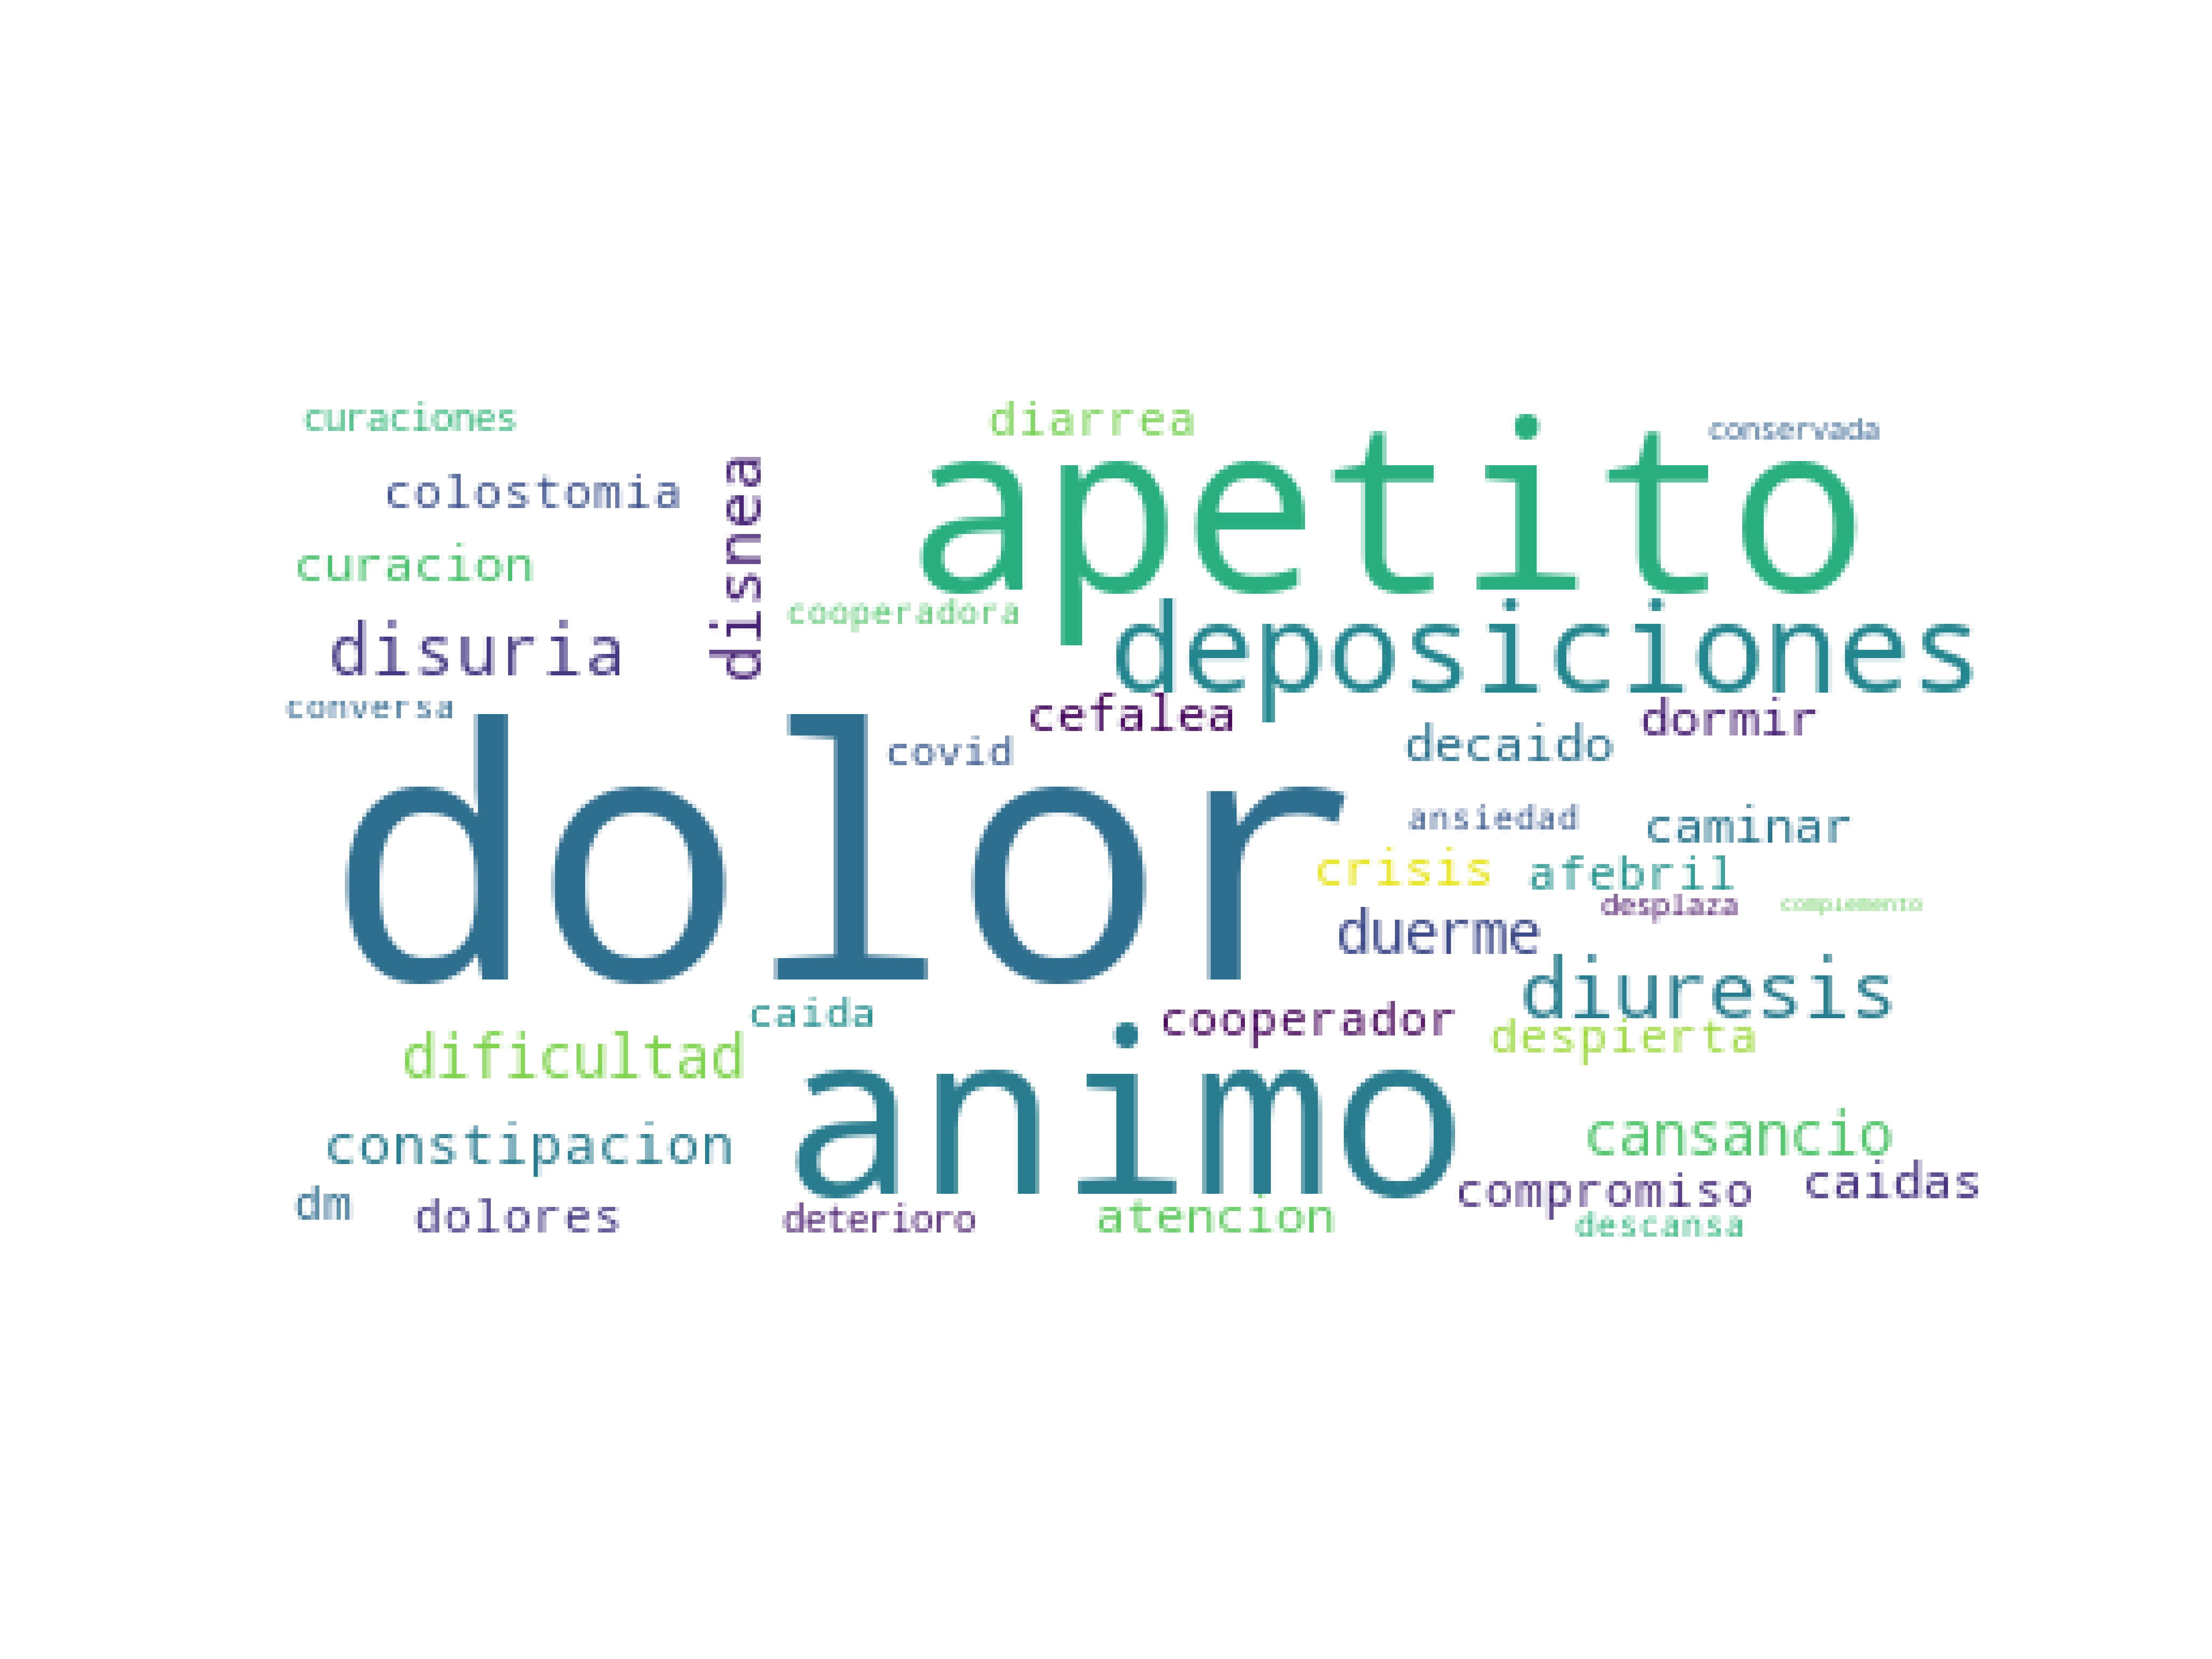 curaciones
diarrea
conservada
apetito
colostomia
disnea
curacion
cooperadora
deposiciones
disuria
conversa
cefalea
dormir
covid
decaido
dolor
ansiedad
caminar
crisis
afebril
desplaza
complemento
duerme
diuresis
caida
cooperador
despierta
dificultad
animo
constipacion
cansancio
compromiso
caidas
dm
dolores
deterioro
atencion
descansa